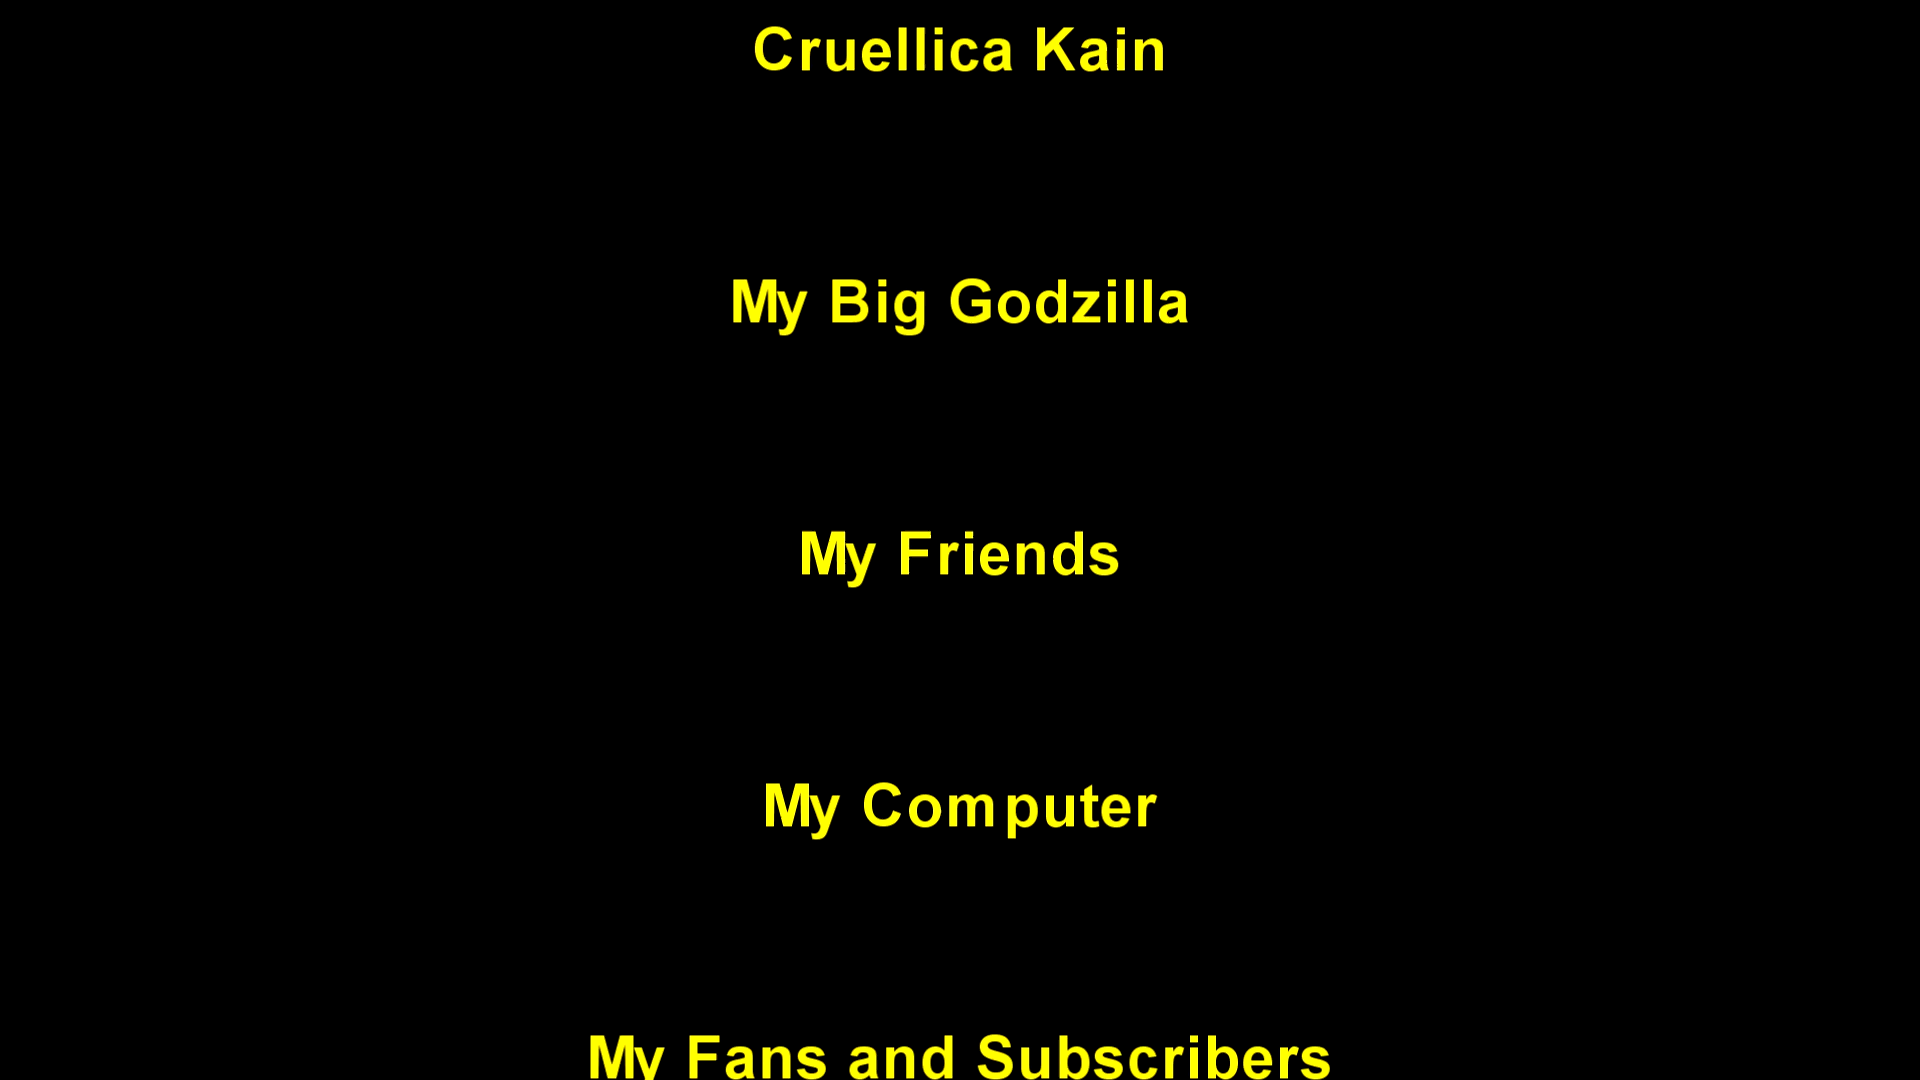 Cruellica Kain
My Big Godzilla
My Friends
My Computer
My Fans and Subscribers